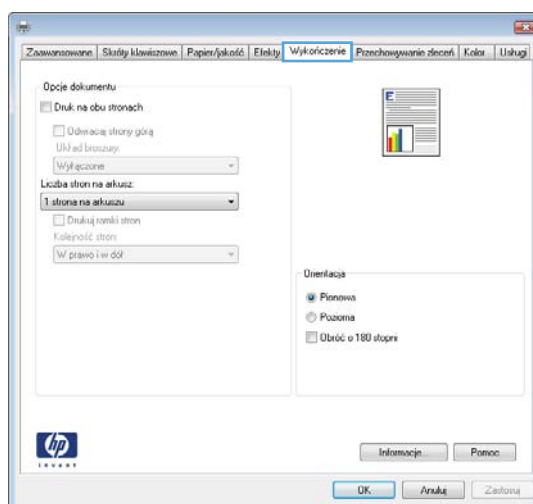 Zaawansowane Skróty klawiszowe Papier/jakość Efekty Wykończenie Przechowywanie zleceń Kolor Usługi
Opcje dokumentu
Druk na obu stronach
Odwracaj strony górą
Układ broszury:
Wyłączone
Liczba stron na arkusz:
1 strona na arkuszu
Drukuj ramki stron
Kolejność stron:
W prawo i w dół
E
Orientacja
Pionowa
Pozioma
Obróć o 180 stopni
hp
invent
Informacje... Pomoc
OK Anuluj Zastosuj